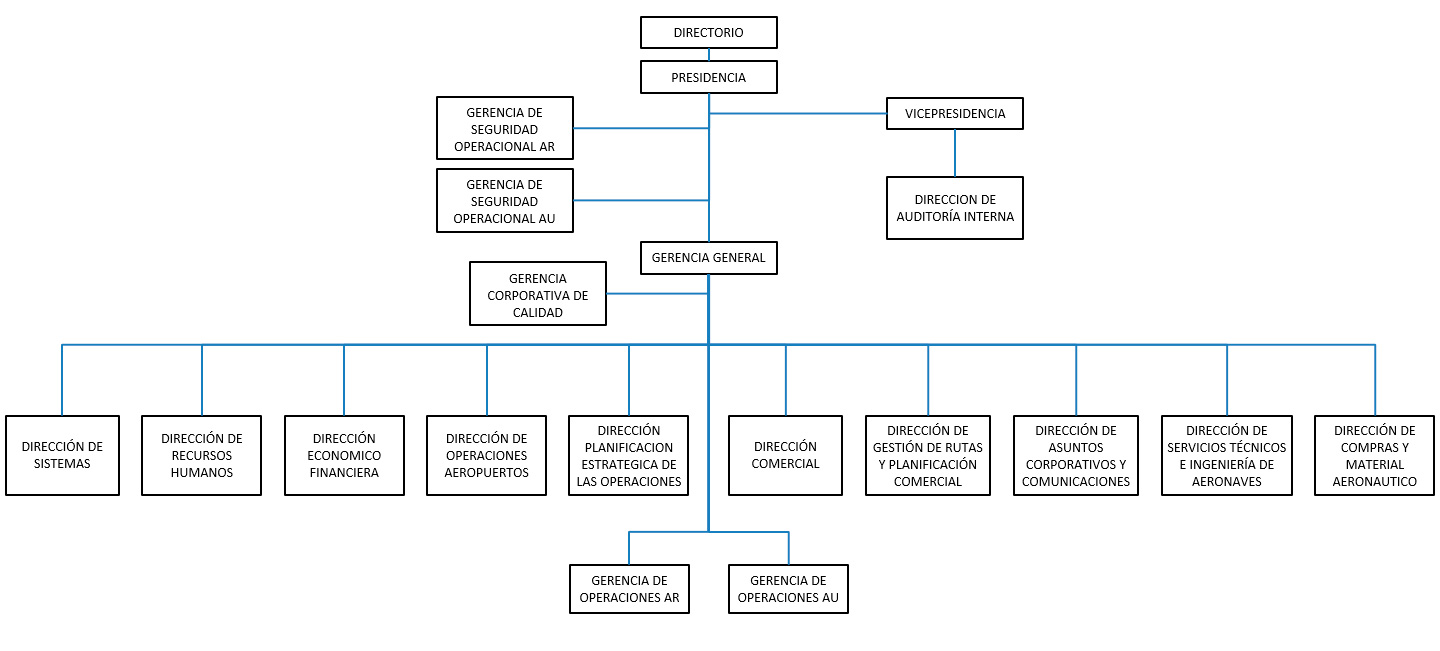 DIRECTORIO
PRESIDENCIA
GERENCIA DE
SEGURIDAD
OPERACIONAL AR
VICEPRESIDENCIA
GERENCIA DE
SEGURIDAD
OPERACIONAL AU
DIRECCION DE
AUDITORÍA INTERNA
GERENCIA GENERAL
GERENCIA
CORPORATIVA DE
CALIDAD
DIRECCIÓN DE
SISTEMAS
DIRECCIÓN DE
RECURSOS
HUMANOS
DIRECCIÓN
ECONOMICO
FINANCIERA
DIRECCIÓN DE
OPERACIONES
AEROPUERTOS
DIRECCIÓN
PLANIFICACION
ESTRATEGICA DE
LAS OPERACIONES
DIRECCIÓN
COMERCIAL
DIRECCIÓN DE
GESTIÓN DE RUTAS
Y PLANIFICACIÓN
COMERCIAL
DIRECCIÓN DE
ASUNTOS
CORPORATIVOS Y
COMUNICACIONES
DIRECCIÓN DE
SERVICIOS TÉCNICOS
E INGENIERÍA DE
AERONAVES
DIRECCIÓN DE
COMPRAS Y
MATERIAL
AERONAUTICO
GERENCIA DE
OPERACIONES AR
GERENCIA DE
OPERACIONES AU